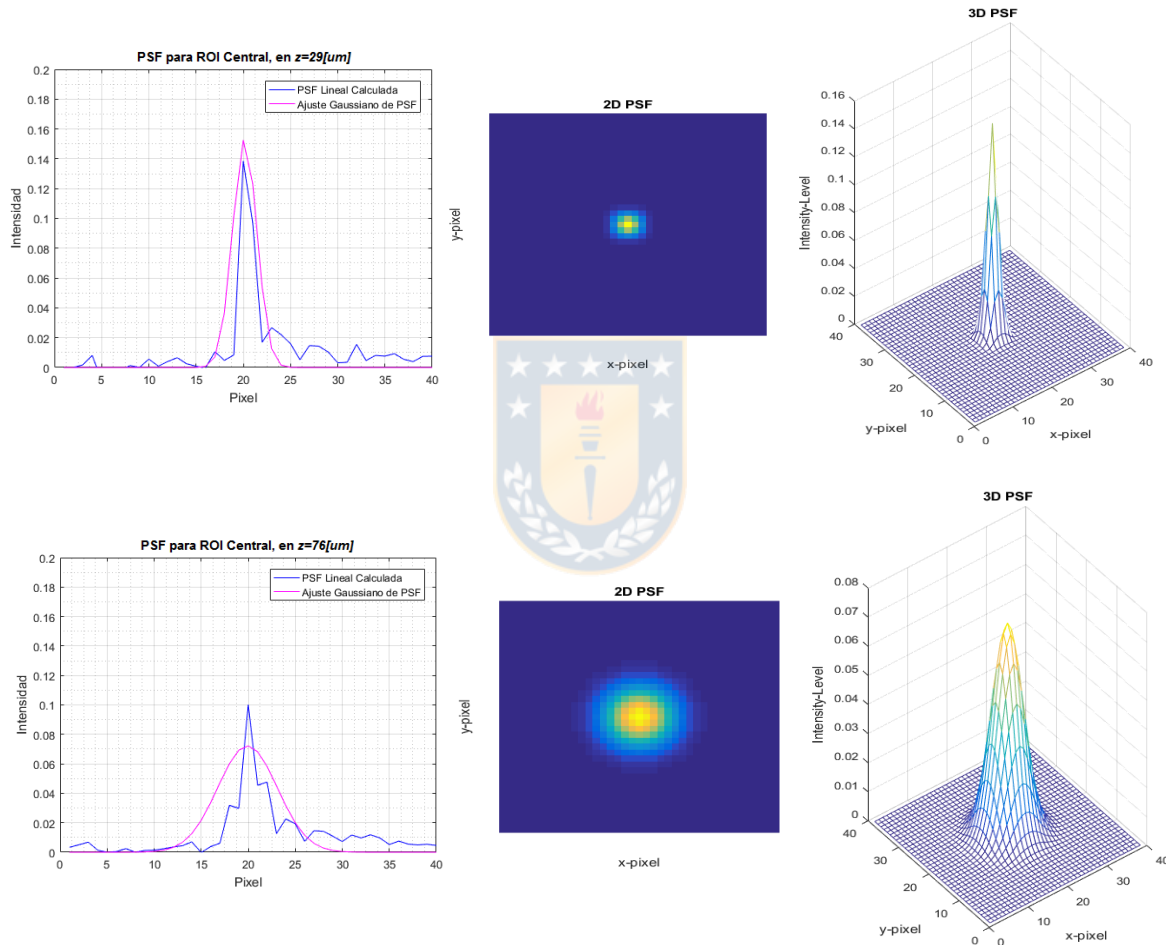 PSF para ROI Central, en z=29[um]
0.2
0.18
0.16
0.14
0.12
0.1
0.08
0.06
0.04
0.02
0
Intensidad
PSF Lineal Calculada
Ajuste Gaussiano de PSF
0 5 10 15 20 25 30 35 40
Pixel
2D PSF
y-pixel
x-pixel
3D PSF
0.16
0.14
0.12
0.1
0.08
0.06
0.04
0.02
0
Intensity-Level
40
30
20
10
0
y-pixel
0
10
20
30
40
x-pixel
PSF para ROI Central, en z=76[um]
0.2
0.18
0.16
0.14
0.12
0.1
0.08
0.06
0.04
0.02
0
Intensidad
PSF Lineal Calculada
Ajuste Gaussiano de PSF
0 5 10 15 20 25 30 35 40
Pixel
2D PSF
y-pixel
x-pixel
3D PSF
0.08
0.07
0.06
0.05
0.04
0.03
0.02
0.01
0
Intensity-Level
40
30
20
10
0
y-pixel
0
10
20
30
40
x-pixel